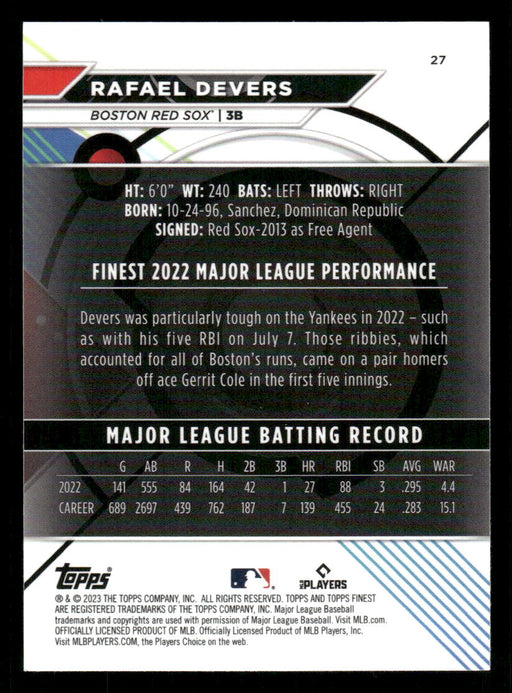 27
RAFAEL DEVERS
BOSTON RED SOX™ | 3B
HT: 6'0" WT: 240 BATS: LEFT THROWS: RIGHT
BORN: 10-24-96, Sanchez, Dominican Republic
SIGNED: Red Sox-2013 as Free Agent
FINEST 2022 MAJOR LEAGUE PERFORMANCE
Devers was particularly tough on the Yankees in 2022 – such
as with his five RBI on July 7. Those ribbies, which
accounted for all of Boston's runs, came on a pair homers
off ace Gerrit Cole in the first five innings.
MAJOR LEAGUE BATTING RECORD
G AB R H 2B 3B HR RBI SB AVG WAR
2022 141 555 84 164 42 1 27 88 3 .295 4.4
CAREER 689 2697 439 762 187 7 139 455 24 .283 15.1
topps® MLB PLAYERS
® & © 2023 THE TOPPS COMPANY, INC. ALL RIGHTS RESERVED. TOPPS AND TOPPS FINEST
ARE REGISTERED TRADEMARKS OF THE TOPPS COMPANY, INC. Major League Baseball
trademarks and copyrights are used with permission of Major League Baseball. Visit MLB.com.
OFFICIALLY LICENSED PRODUCT OF MLB. Officially Licensed Product of MLB Players, Inc.
Visit MLBPLAYERS.COM, the Players Choice on the web.